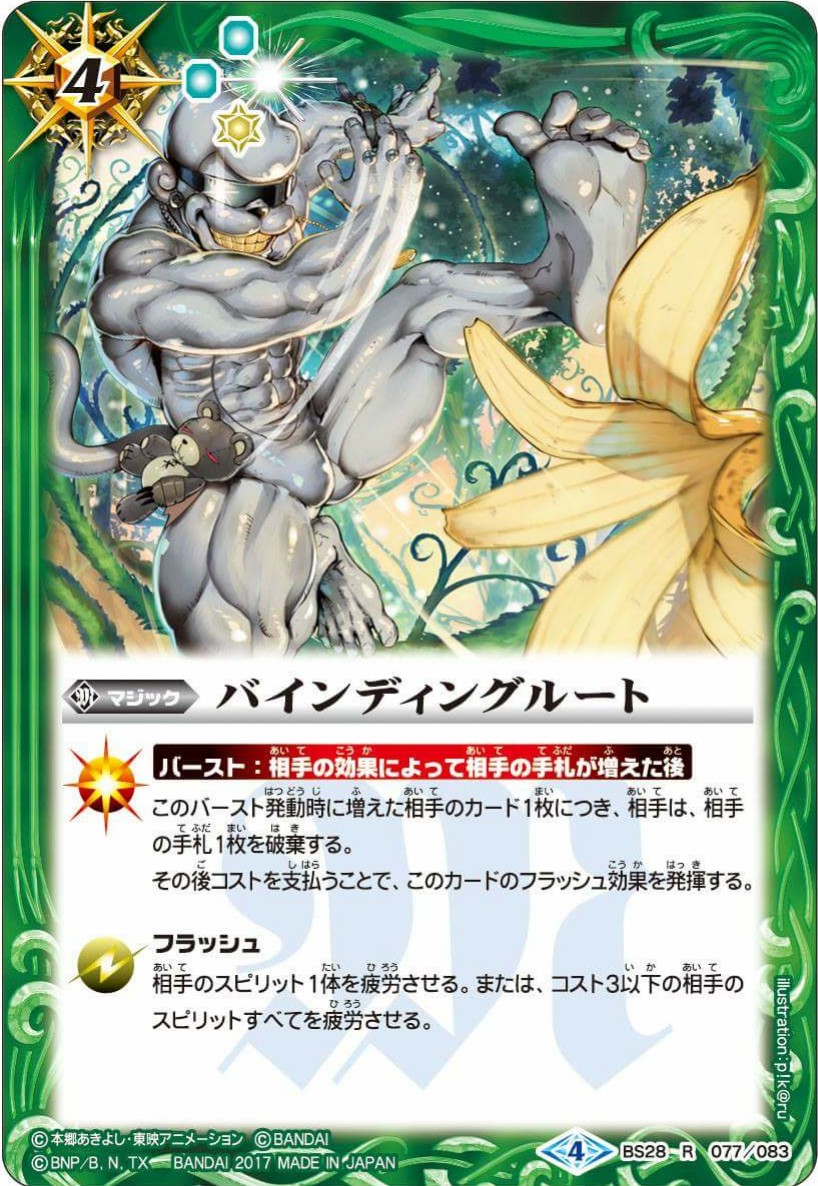 4
マジック
バインディングルート
バースト：相手の効果によって相手の手札が増えた後
このバースト発動時に増えた相手のカード1枚につき、相手は、相手
の手札1枚を破棄する。
その後コストを支払うことで、このカードのフラッシュ効果を発揮する。
フラッシュ
相手のスピリット1体を疲労させる。または、コスト3以下の相手の
スピリットすべてを疲労させる。
illustration:p!k@ru
©本郷あきよし・東映アニメーション ©BANDAI
©BNP/B, N, TX BANDAI 2017 MADE IN JAPAN
4 BS28 R 077/083